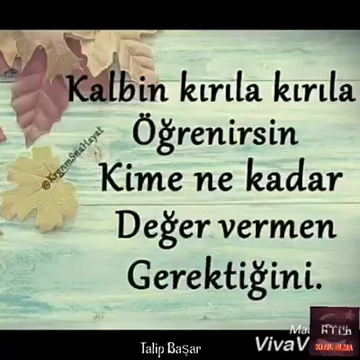 Kalbin kırıla kırıla
Öğrenirsin
Kime ne kadar
Değer vermen
Gerektiğini.
VivaV
Talip Başar